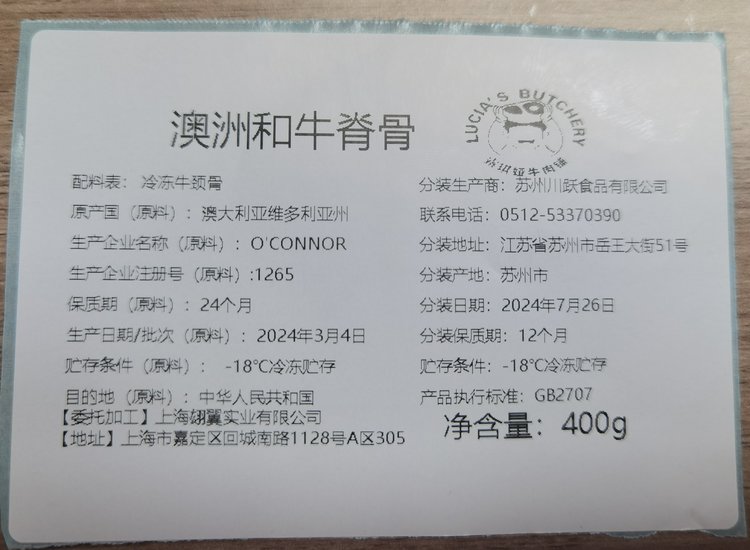 澳洲和牛脊骨
LUCIA'S BUTCHERY
配料表：冷冻牛颈骨
原产国（原料）：澳大利亚维多利亚州
生产企业名称（原料）：O'CONNOR
生产企业注册号（原料）:1265
保质期（原料）：24个月
生产日期/批次（原料）：2024年3月4日
贮存条件（原料）： -18℃冷冻贮存
目的地（原料）：中华人民共和国
【委托加工】上海翊翼实业有限公司
【地址】上海市嘉定区回城南路1128号A区305
分装生产商：苏州川跃食品有限公司
联系电话：0512-53370390
分装地址：江苏省苏州市岳王大街51号
分装产地：苏州市
分装日期：2024年7月26日
分装保质期：12个月
贮存条件：-18℃冷冻贮存
产品执行标准：GB2707
净含量：400g